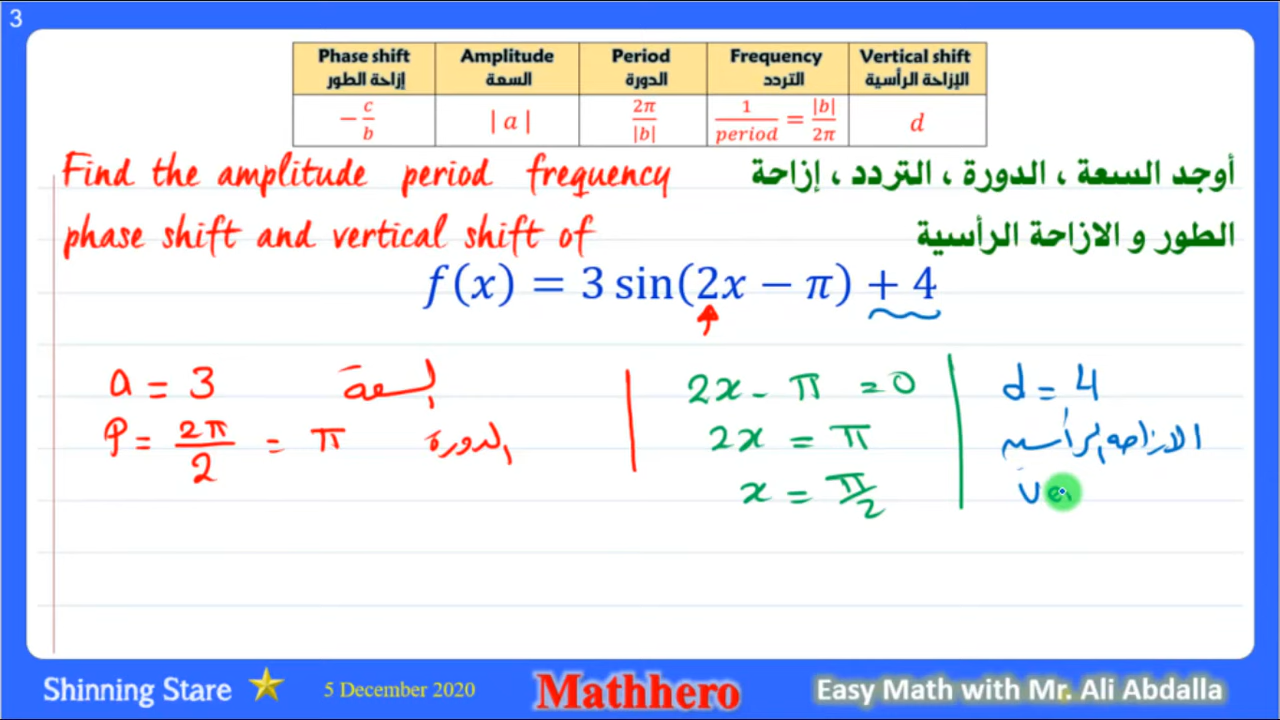 3
Phase shift Amplitude Period Frequency Vertical shift
إزاحة الطور السعة الدورة التردد الإزاحة الرأسية
−c/b |a| 2π/|b| 1/period = |b|/2π d
Find the amplitude period frequency
phase shift and vertical shift of
أوجد السعة ، الدورة ، التردد ، إزاحة
الطور و الازاحة الرأسية
f(x) = 3 sin(2x − π) + 4
a = 3 السعة
P = 2π/2 = π الدورة
2x - π = 0
2x = π
x = π/2
d = 4
الازاحة الرأسية
Ve
Shinning Stare 5 December 2020 Mathhero Easy Math with Mr. Ali Abdalla